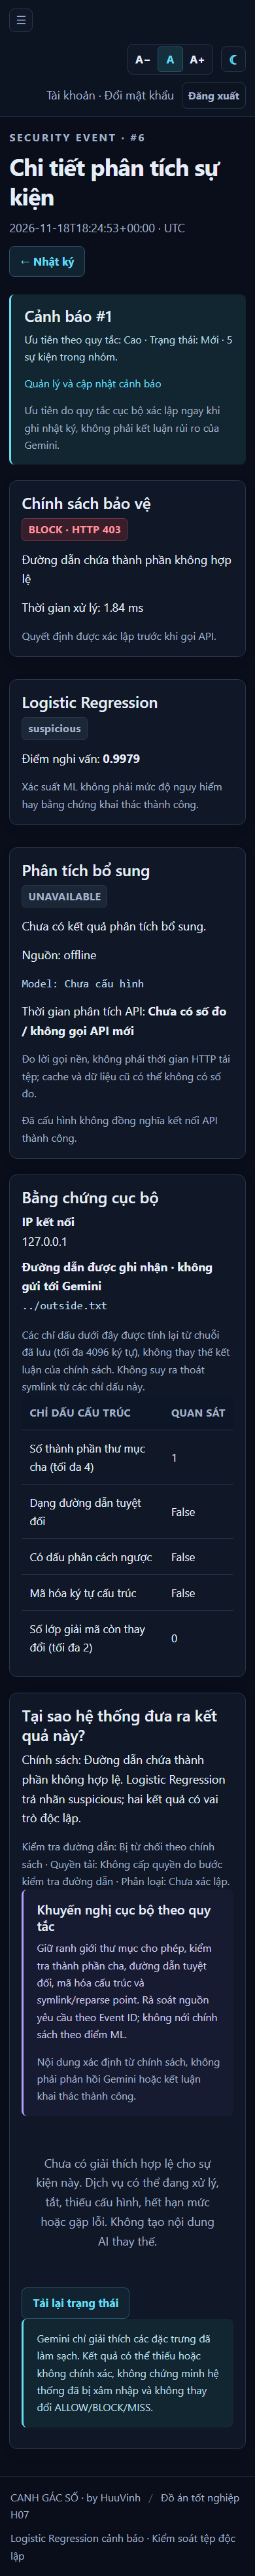 ☰
A− A A+ ☾
Tài khoản · Đổi mật khẩu Đăng xuất
SECURITY EVENT · #6
Chi tiết phân tích sự
kiện
2026-11-18T18:24:53+00:00 · UTC
← Nhật ký
Cảnh báo #1
Ưu tiên theo quy tắc: Cao · Trạng thái: Mới · 5
sự kiện trong nhóm.
Quản lý và cập nhật cảnh báo
Ưu tiên do quy tắc cục bộ xác lập ngay khi
ghi nhật ký, không phải kết luận rủi ro của
Gemini.
Chính sách bảo vệ
BLOCK · HTTP 403
Đường dẫn chứa thành phần không hợp
lệ
Thời gian xử lý: 1.84 ms
Quyết định được xác lập trước khi gọi API.
Logistic Regression
suspicious
Điểm nghi vấn: 0.9979
Xác suất ML không phải mức độ nguy hiểm
hay bằng chứng khai thác thành công.
Phân tích bổ sung
UNAVAILABLE
Chưa có kết quả phân tích bổ sung.
Nguồn: offline
Model: Chưa cấu hình
Thời gian phân tích API: Chưa có số đo
/ không gọi API mới
Đo lời gọi nền, không phải thời gian HTTP tải
tệp; cache và dữ liệu cũ có thể không có số
đo.
Đã cấu hình không đồng nghĩa kết nối API
thành công.
Bằng chứng cục bộ
IP kết nối
127.0.0.1
Đường dẫn được ghi nhận · không
gửi tới Gemini
../outside.txt
Các chỉ dấu dưới đây được tính lại từ chuỗi
đã lưu (tối đa 4096 ký tự), không thay thế kết
luận của chính sách. Không suy ra thoát
symlink từ các chỉ dấu này.
CHỈ DẤU CẤU TRÚC QUAN SÁT
Số thành phần thư mục
cha (tối đa 4) 1
Dạng đường dẫn tuyệt
đối False
Có dấu phân cách ngược False
Mã hóa ký tự cấu trúc False
Số lớp giải mã còn thay
đổi (tối đa 2) 0
Tại sao hệ thống đưa ra kết
quả này?
Chính sách: Đường dẫn chứa thành
phần không hợp lệ. Logistic Regression
trả nhãn suspicious; hai kết quả có vai
trò độc lập.
Kiểm tra đường dẫn: Bị từ chối theo chính
sách · Quyền tải: Không cấp quyền do bước
kiểm tra đường dẫn · Phân loại: Chưa xác lập.
Khuyến nghị cục bộ theo quy
tắc
Giữ ranh giới thư mục cho phép, kiểm
tra thành phần cha, đường dẫn tuyệt
đối, mã hóa cấu trúc và
symlink/reparse point. Rà soát nguồn
yêu cầu theo Event ID; không nới chính
sách theo điểm ML.
Nội dung xác định từ chính sách, không
phải phản hồi Gemini hoặc kết luận
khai thác thành công.
Chưa có giải thích hợp lệ cho sự
kiện này. Dịch vụ có thể đang xử lý,
tắt, thiếu cấu hình, hết hạn mức
hoặc gặp lỗi. Không tạo nội dung
AI thay thế.
Tải lại trạng thái
Gemini chỉ giải thích các đặc trưng đã
làm sạch. Kết quả có thể thiếu hoặc
không chính xác, không chứng minh hệ
thống đã bị xâm nhập và không thay
đổi ALLOW/BLOCK/MISS.
CANH GÁC SỐ · by HuuVinh / Đồ án tốt nghiệp
H07
Logistic Regression cảnh báo · Kiểm soát tệp độc
lập